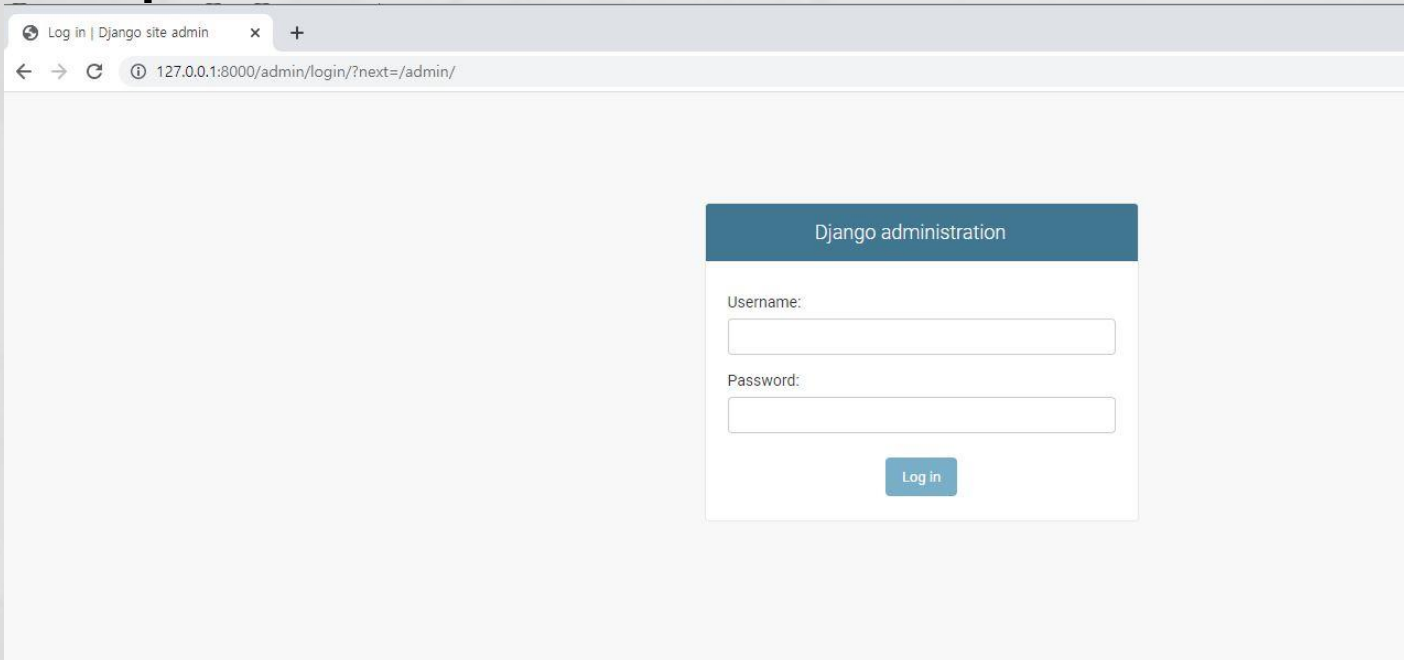 Log in | Django site admin
127.0.0.1:8000/admin/login/?next=/admin/
Django administration
Username:
Password:
Log in